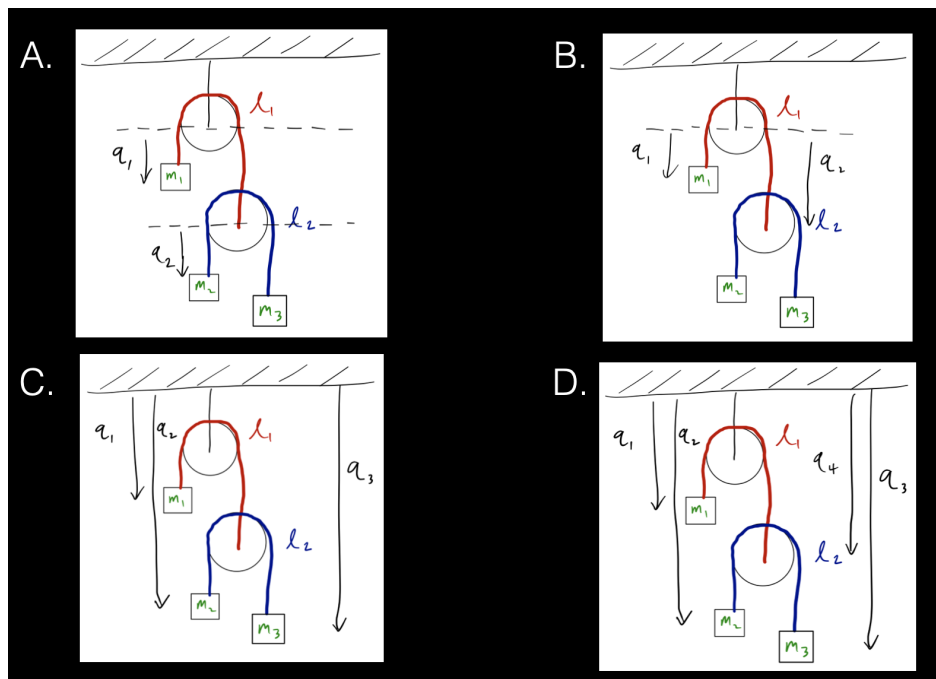 A.
ℓ₁
q₁
m₁
ℓ₂
q₂
m₂
m₃
B.
ℓ₁
q₁
q₂
m₁
ℓ₂
m₂
m₃
C.
ℓ₁
q₁
q₂
q₃
m₁
ℓ₂
m₂
m₃
D.
ℓ₁
q₁
q₂
q₄
q₃
m₁
ℓ₂
m₂
m₃